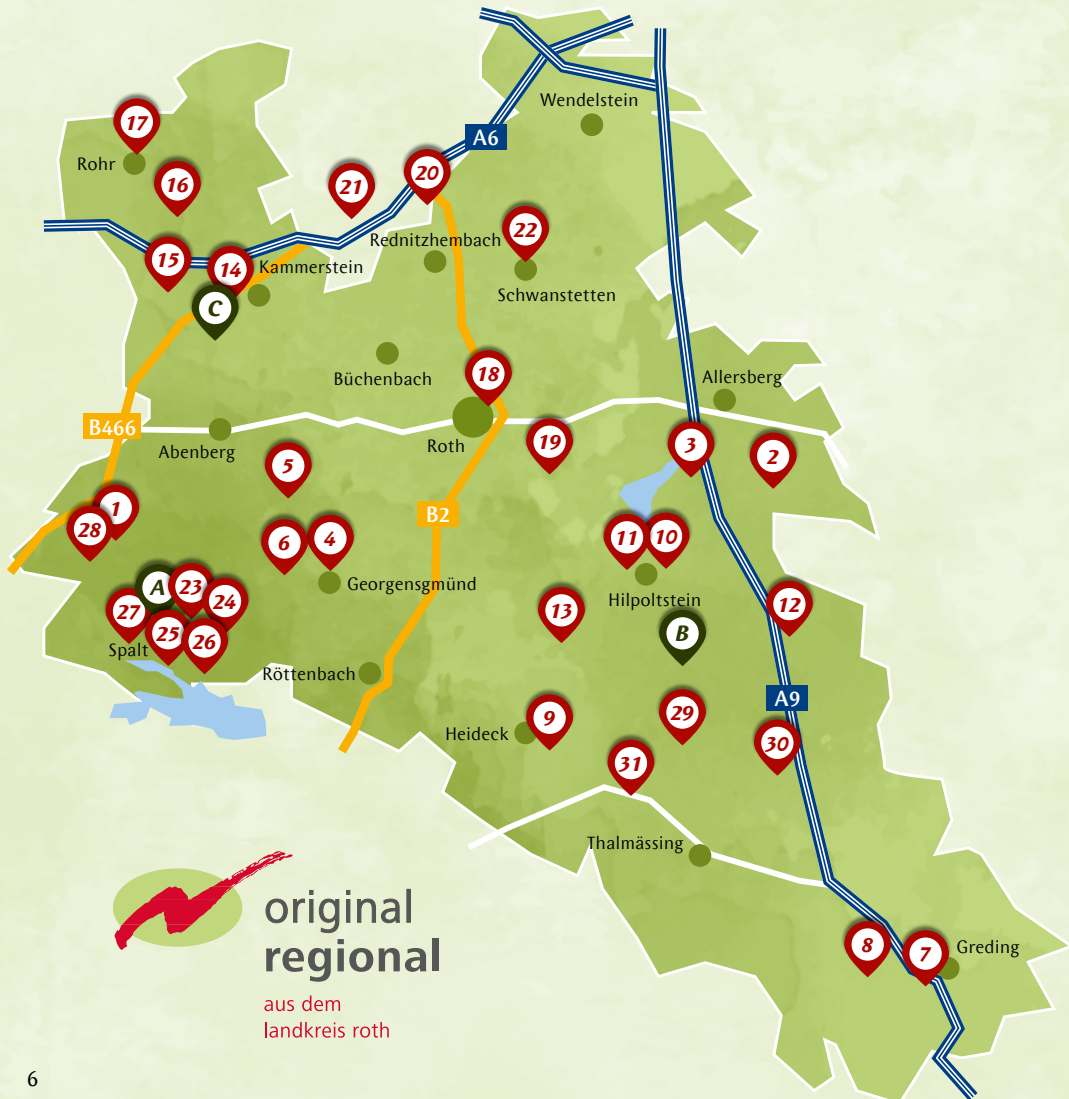 Wendelstein
A6
17
Rohr
16
21
20
22
Rednitzhembach
15
14
Kammerstein
Schwanstetten
C
18
Büchenbach
Allersberg
B466
Abenberg
Roth
19
3
2
5
1
B2
28
6
4
11
10
Georgensgmünd
A
23
24
27
25
26
Spalt
Hilpoltstein
13
12
B
Röttenbach
A9
9
29
Heideck
30
31
Thalmässing
original
regional
aus dem
landkreis roth
8
7
Greding
6